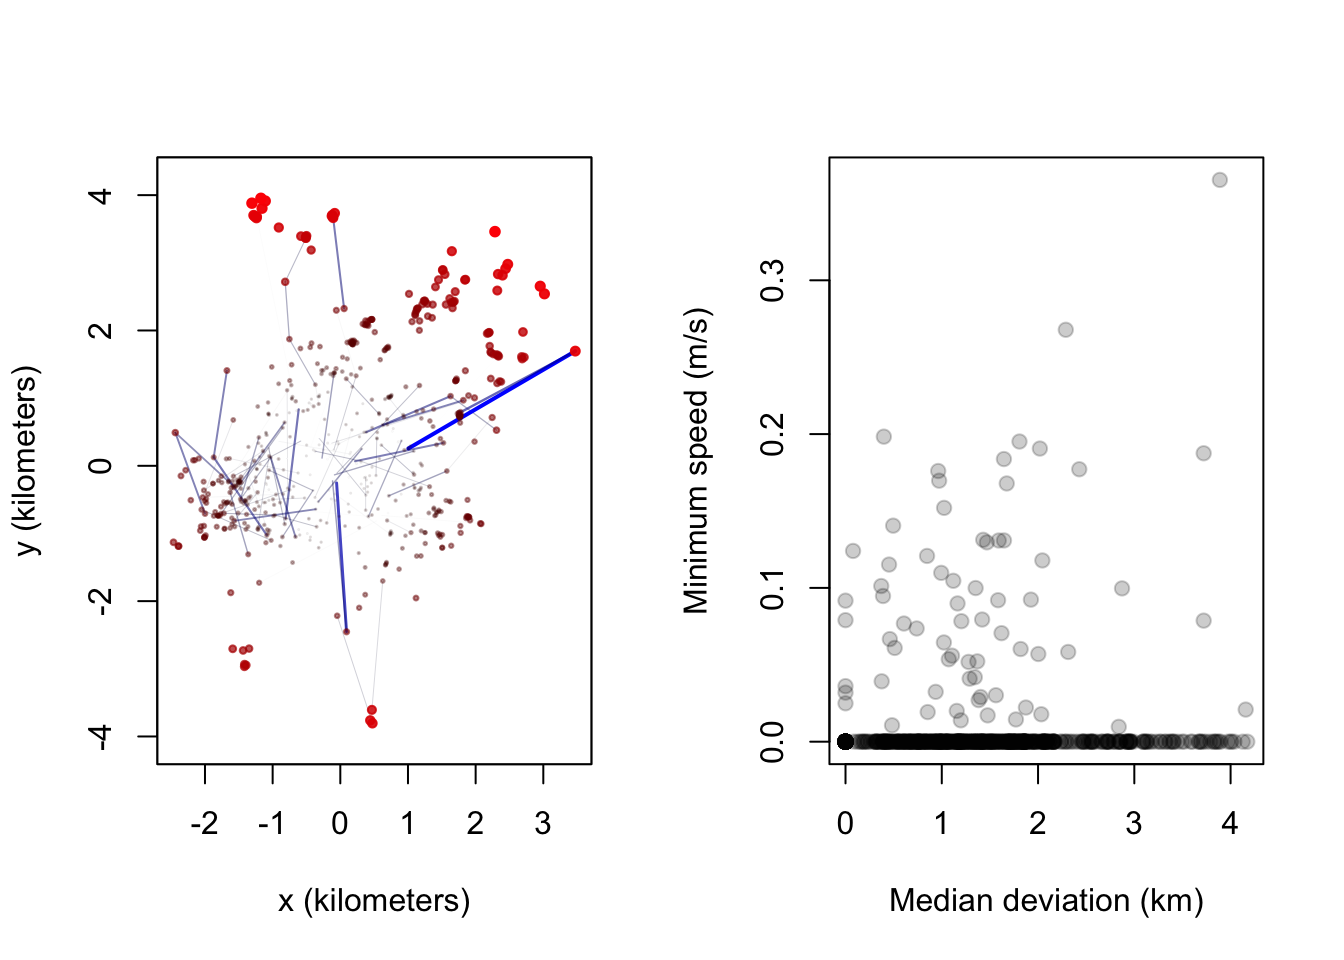 y (kilometers)
4
2
0
-2
-4
-2 -1 0 1 2 3
x (kilometers)
Minimum speed (m/s)
0.3
0.2
0.1
0.0
0 1 2 3 4
Median deviation (km)